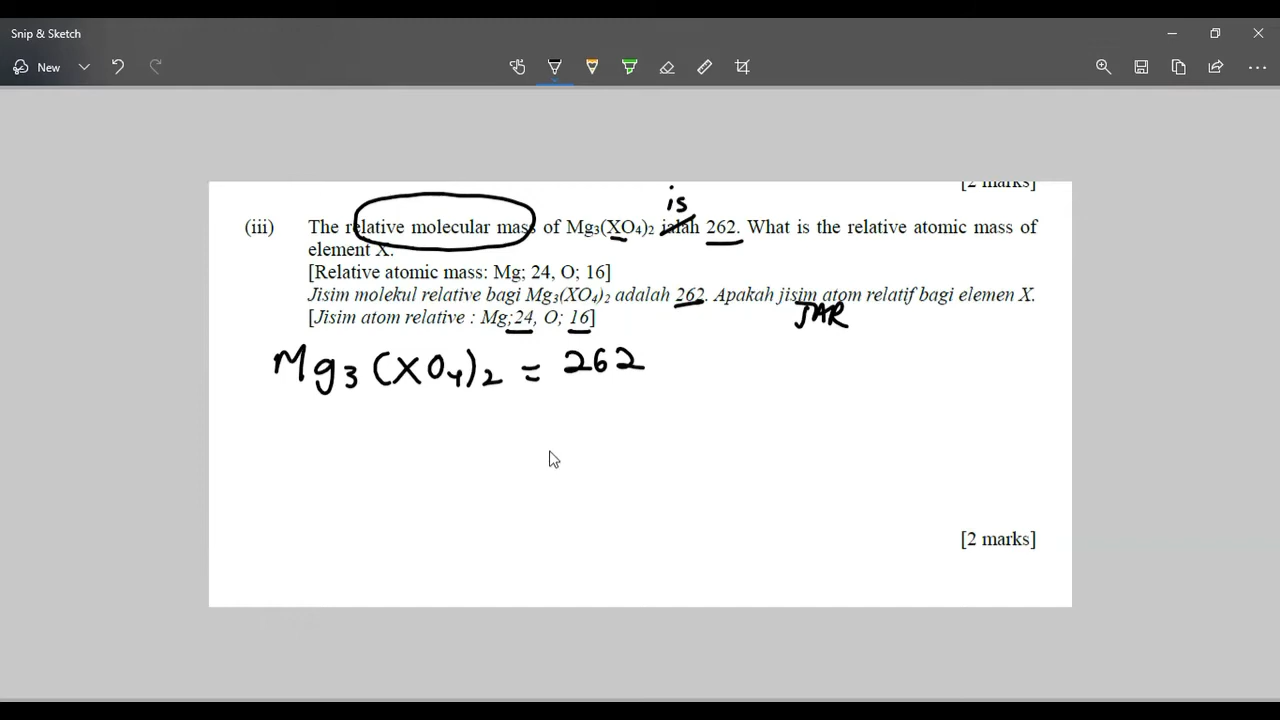 Snip & Sketch
New
[2 marks]
is
(iii) The relative molecular mass of Mg₃(XO₄)₂ ialah 262. What is the relative atomic mass of
element X.
[Relative atomic mass: Mg; 24, O; 16]
Jisim molekul relative bagi Mg₃(XO₄)₂ adalah 262. Apakah jisim atom relatif bagi elemen X.
JAR
[Jisim atom relative : Mg;24, O; 16]
Mg₃(XO₄)₂ = 262
[2 marks]